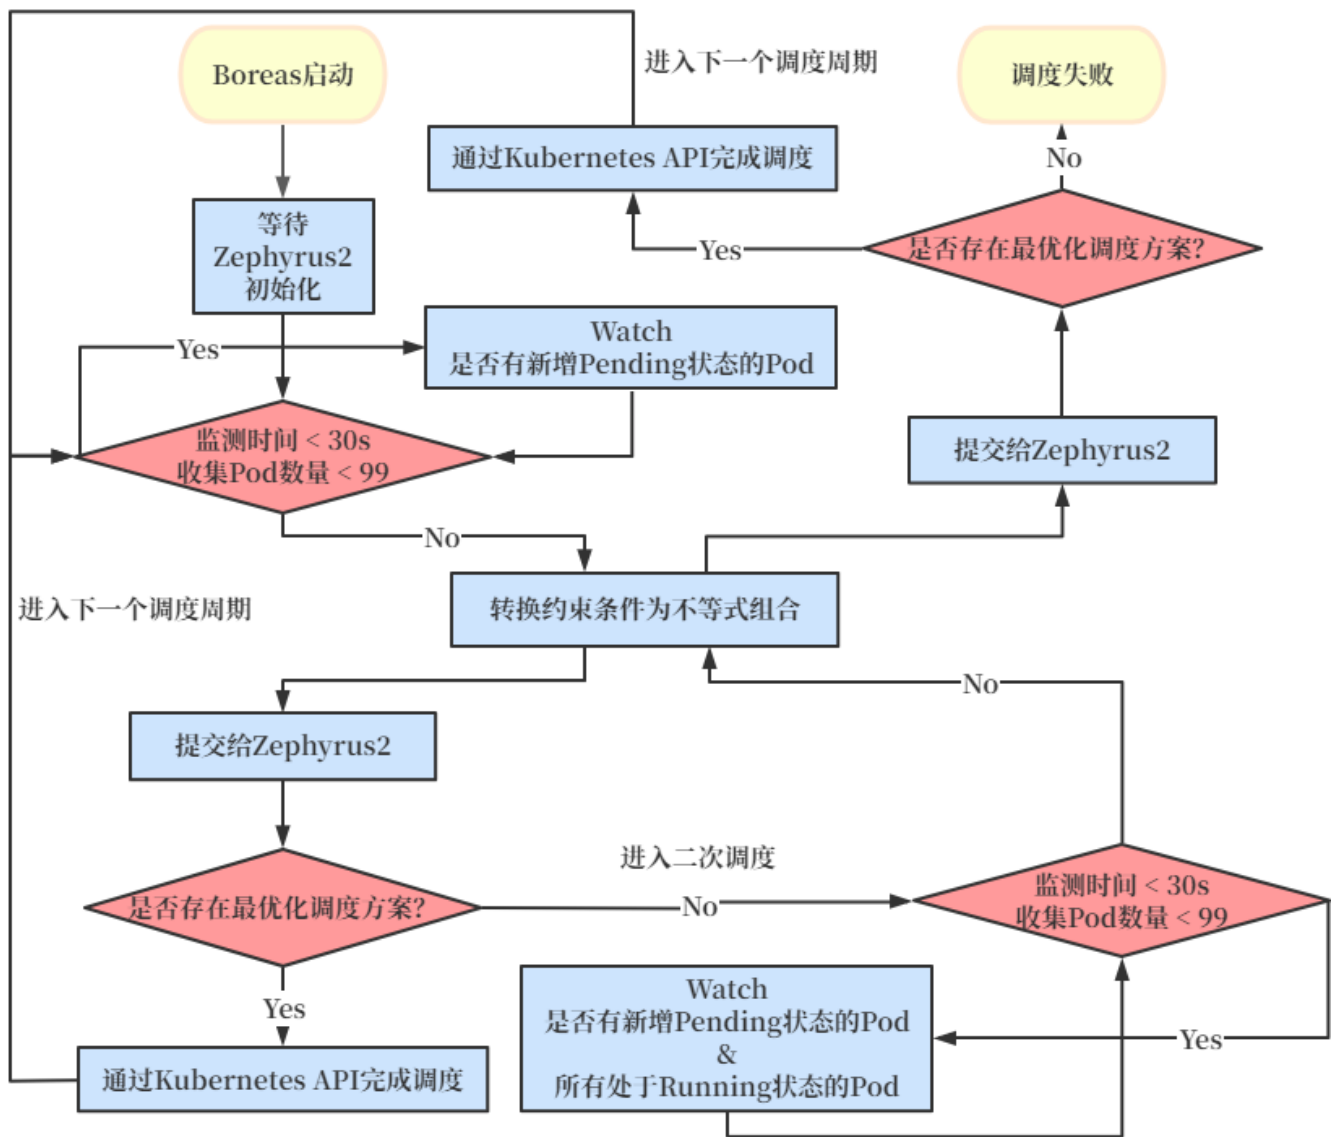 Boreas启动
进入下一个调度周期
调度失败
通过Kubernetes API完成调度
No
等待
Zephyrus2
初始化
Yes
是否存在最优化调度方案?
Yes
Watch
是否有新增Pending状态的Pod
监测时间 < 30s
收集Pod数量 < 99
提交给Zephyrus2
No
进入下一个调度周期
转换约束条件为不等式组合
No
提交给Zephyrus2
进入二次调度
是否存在最优化调度方案?
No
监测时间 < 30s
收集Pod数量 < 99
Yes
Watch
是否有新增Pending状态的Pod
&
所有处于Running状态的Pod
Yes
通过Kubernetes API完成调度